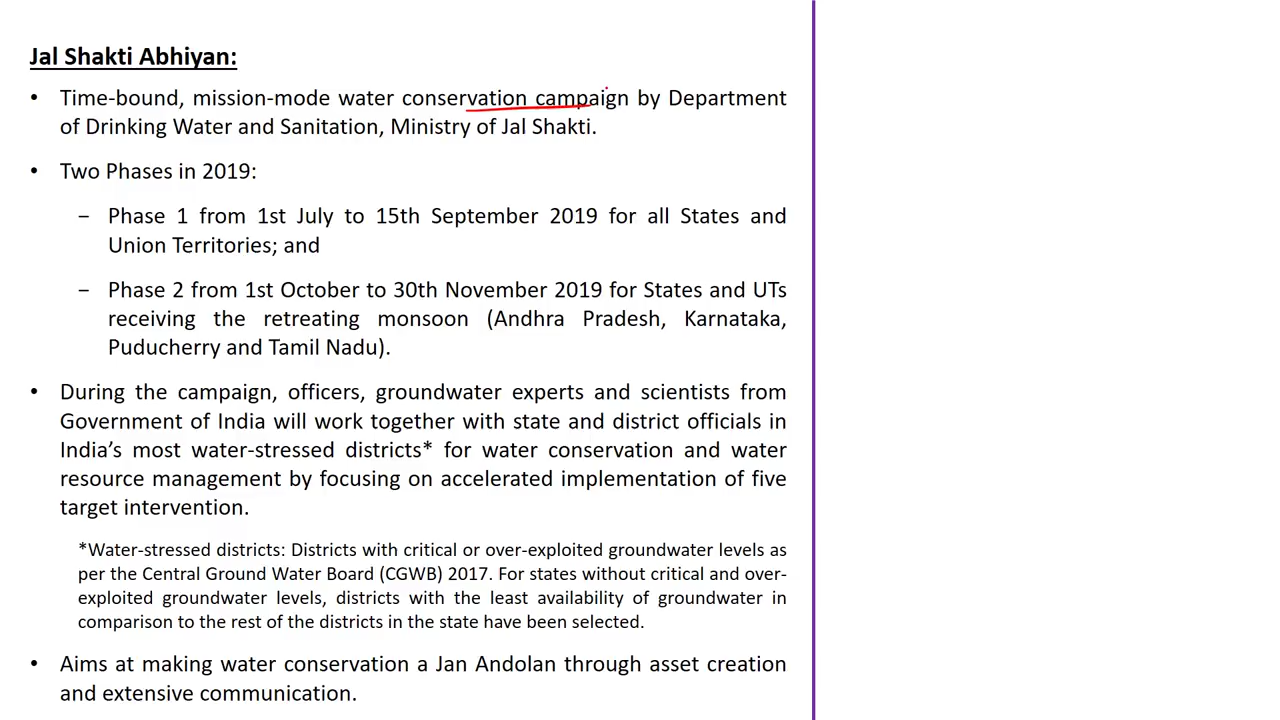 Jal Shakti Abhiyan:
• Time-bound, mission-mode water conservation campaign by Department
of Drinking Water and Sanitation, Ministry of Jal Shakti.
• Two Phases in 2019:
− Phase 1 from 1st July to 15th September 2019 for all States and
Union Territories; and
− Phase 2 from 1st October to 30th November 2019 for States and UTs
receiving the retreating monsoon (Andhra Pradesh, Karnataka,
Puducherry and Tamil Nadu).
• During the campaign, officers, groundwater experts and scientists from
Government of India will work together with state and district officials in
India’s most water-stressed districts* for water conservation and water
resource management by focusing on accelerated implementation of five
target intervention.
*Water-stressed districts: Districts with critical or over-exploited groundwater levels as
per the Central Ground Water Board (CGWB) 2017. For states without critical and over-
exploited groundwater levels, districts with the least availability of groundwater in
comparison to the rest of the districts in the state have been selected.
• Aims at making water conservation a Jan Andolan through asset creation
and extensive communication.